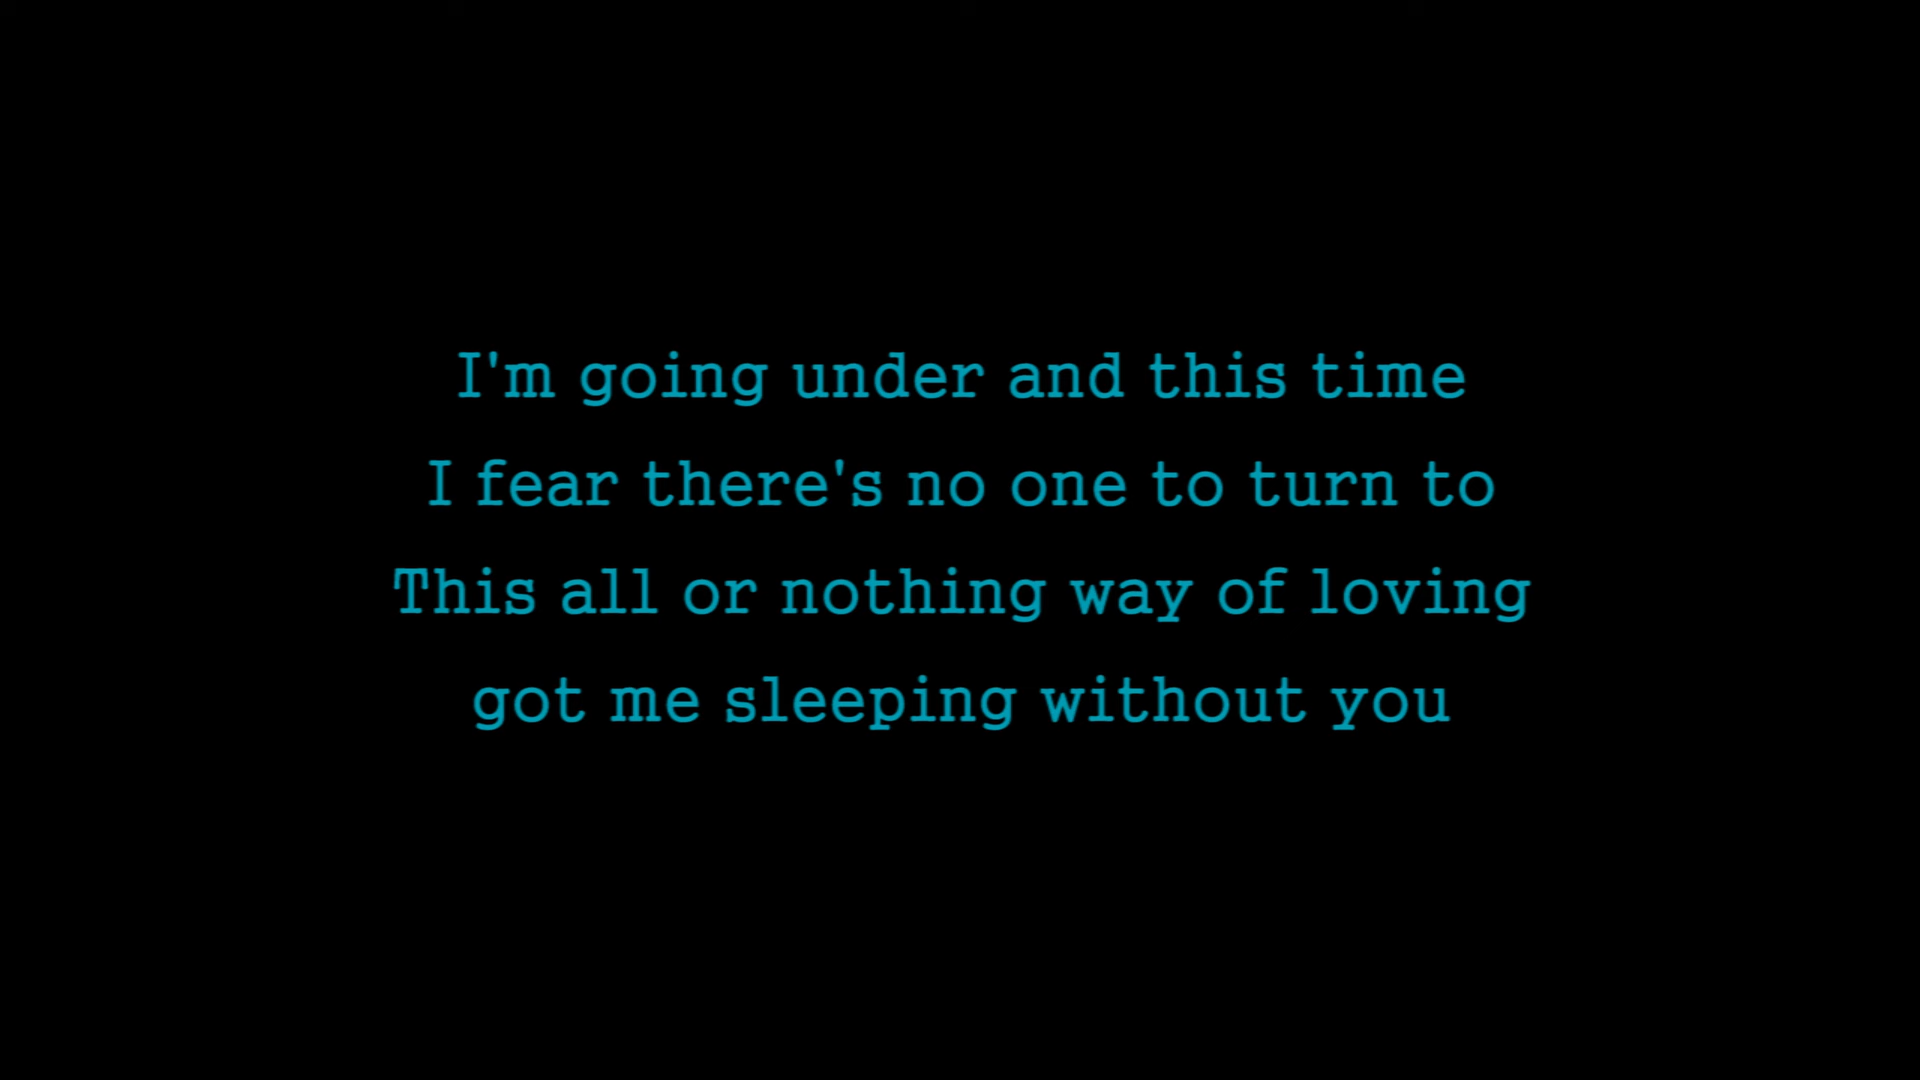 I'm going under and this time
I fear there's no one to turn to
This all or nothing way of loving
got me sleeping without you